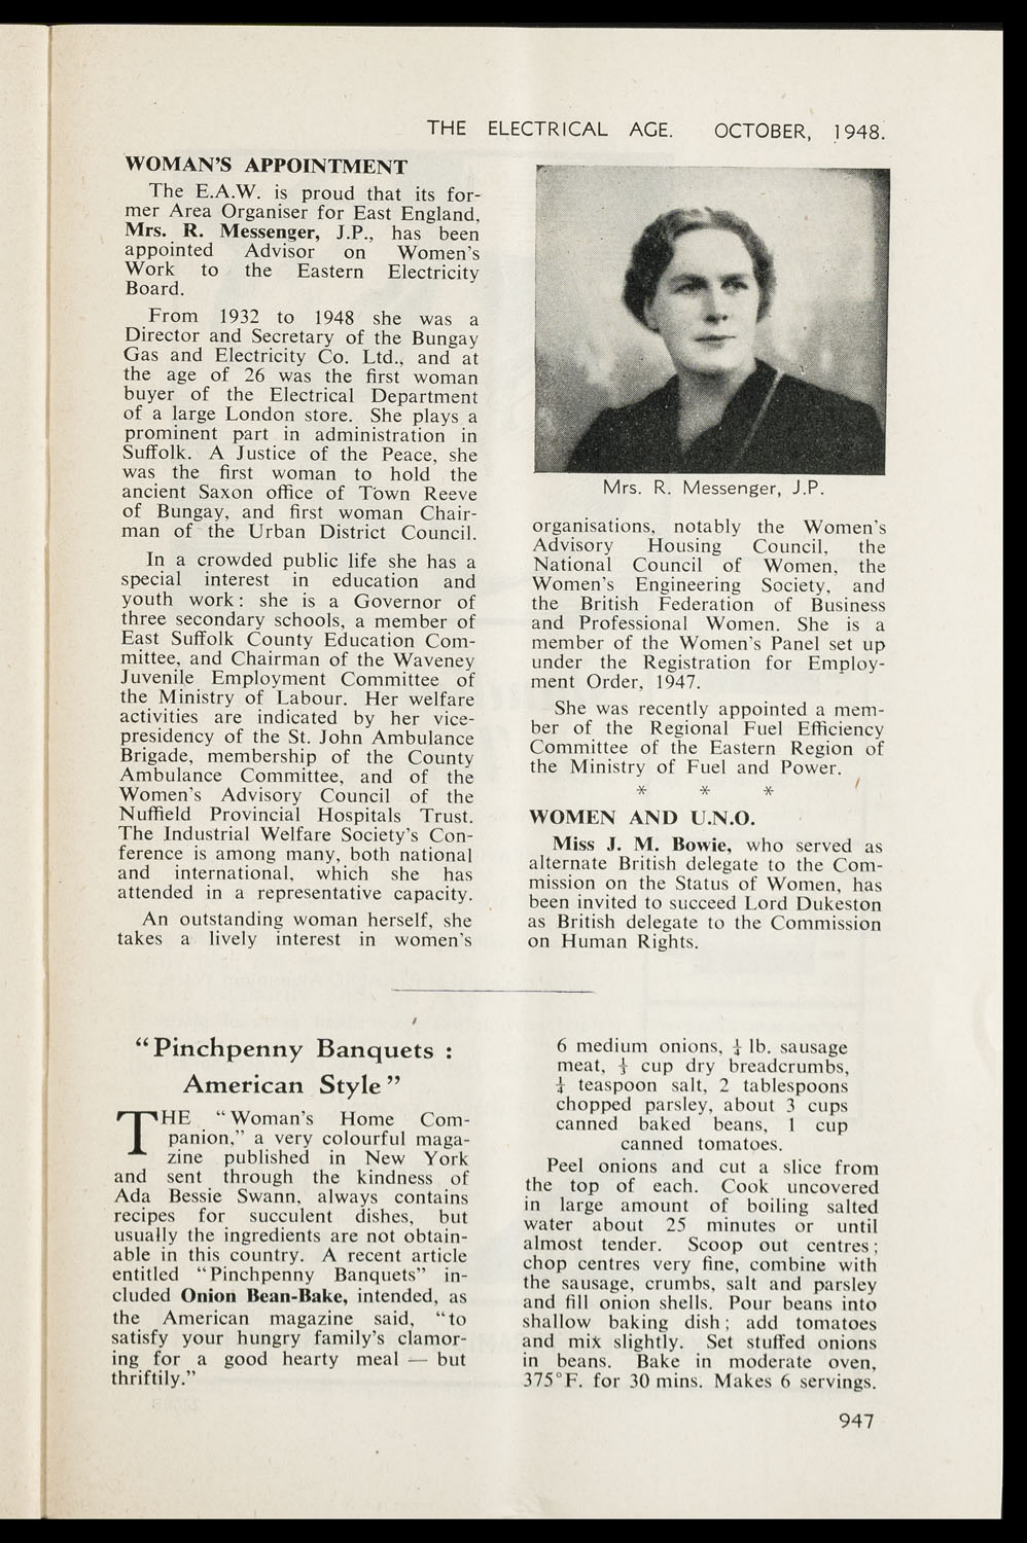 THE ELECTRICAL AGE. OCTOBER, 1948.
WOMAN'S APPOINTMENT
The E.A.W. is proud that its for-
mer Area Organiser for East England,
Mrs. R. Messenger, J.P., has been
appointed Advisor on Women's
Work to the Eastern Electricity
Board.
From 1932 to 1948 she was a
Director and Secretary of the Bungay
Gas and Electricity Co. Ltd., and at
the age of 26 was the first woman
buyer of the Electrical Department
of a large London store. She plays a
prominent part in administration in
Suffolk. A Justice of the Peace, she
was the first woman to hold the
ancient Saxon office of Town Reeve
of Bungay, and first woman Chair-
man of the Urban District Council.
In a crowded public life she has a
special interest in education and
youth work: she is a Governor of
three secondary schools, a member of
East Suffolk County Education Com-
mittee, and Chairman of the Waveney
Juvenile Employment Committee of
the Ministry of Labour. Her welfare
activities are indicated by her vice-
presidency of the St. John Ambulance
Brigade, membership of the County
Ambulance Committee, and of the
Women's Advisory Council of the
Nuffield Provincial Hospitals Trust.
The Industrial Welfare Society's Con-
ference is among many, both national
and international, which she has
attended in a representative capacity.
An outstanding woman herself, she
takes a lively interest in women's
Mrs. R. Messenger, J.P.
organisations, notably the Women's
Advisory Housing Council, the
National Council of Women, the
Women's Engineering Society, and
the British Federation of Business
and Professional Women. She is a
member of the Women's Panel set up
under the Registration for Employ-
ment Order, 1947.
She was recently appointed a mem-
ber of the Regional Fuel Efficiency
Committee of the Eastern Region of
the Ministry of Fuel and Power.
* * *
WOMEN AND U.N.O.
Miss J. M. Bowie, who served as
alternate British delegate to the Com-
mission on the Status of Women, has
been invited to succeed Lord Dukeston
as British delegate to the Commission
on Human Rights.
"Pinchpenny Banquets :
American Style"
THE "Woman's Home Com-
panion," a very colourful maga-
zine published in New York
and sent through the kindness of
Ada Bessie Swann, always contains
recipes for succulent dishes, but
usually the ingredients are not obtain-
able in this country. A recent article
entitled "Pinchpenny Banquets" in-
cluded Onion Bean-Bake, intended, as
the American magazine said, "to
satisfy your hungry family's clamor-
ing for a good hearty meal — but
thriftily."
6 medium onions, lb. sausage
meat, cup dry breadcrumbs,
teaspoon salt, 2 tablespoons
chopped parsley, about 3 cups
canned baked beans, 1 cup
canned tomatoes.
Peel onions and cut a slice from
the top of each. Cook uncovered
in large amount of boiling salted
water about 25 minutes or until
almost tender. Scoop out centres;
chop centres very fine, combine with
the sausage, crumbs, salt and parsley
and fill onion shells. Pour beans into
shallow baking dish; add tomatoes
and mix slightly. Set stuffed onions
in beans. Bake in moderate oven,
375°F. for 30 mins. Makes 6 servings.
947